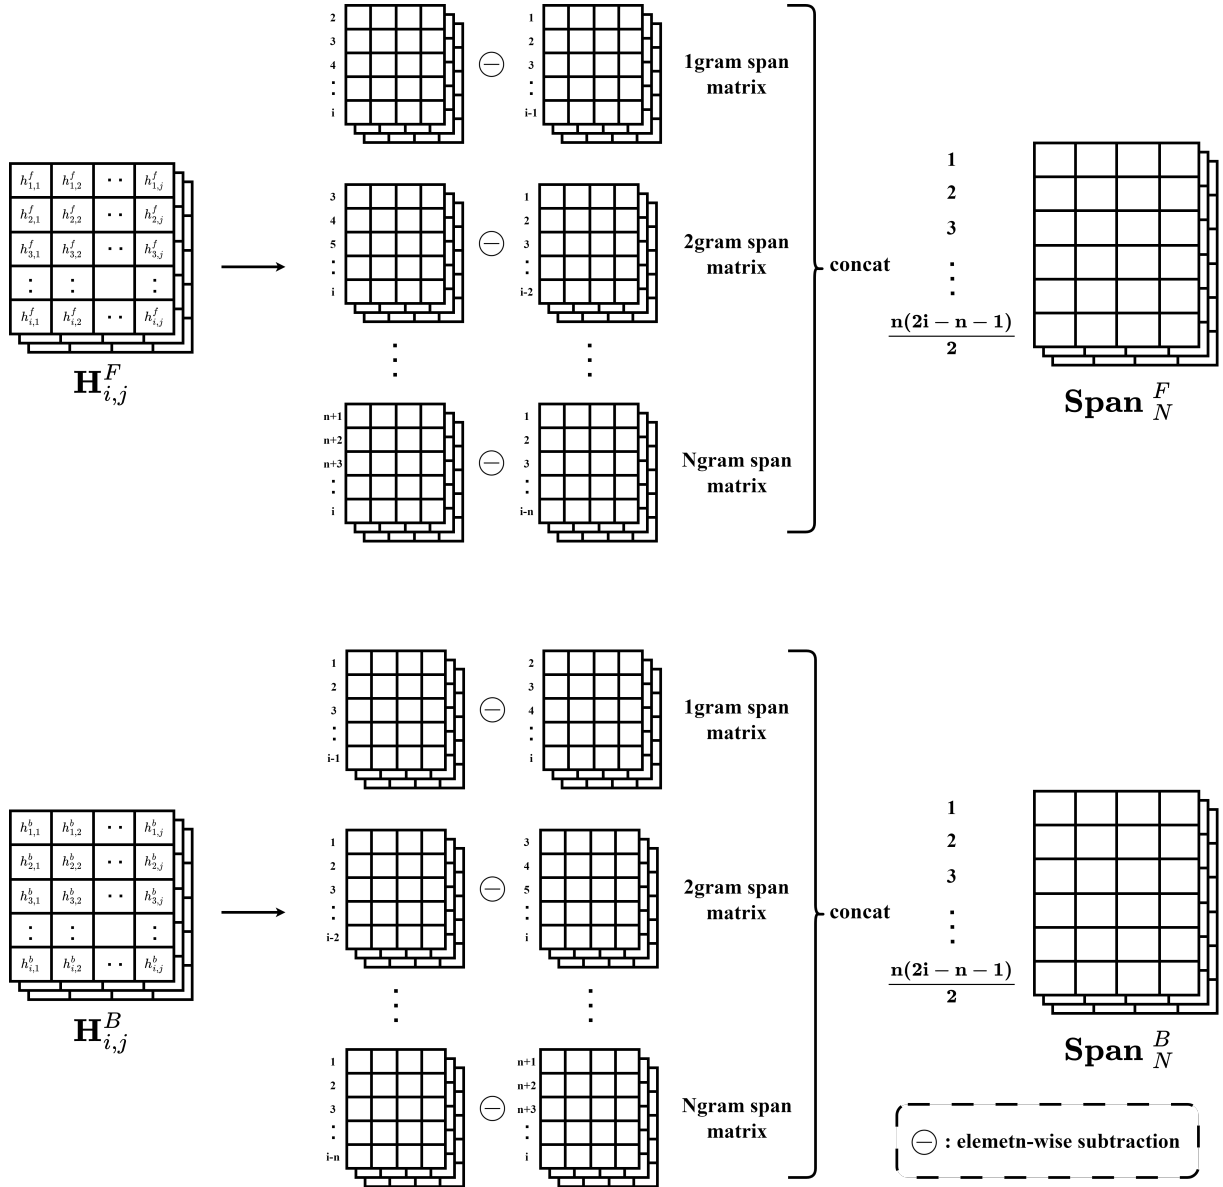 2
3
4
:
i
⊖
1
2
3
:
i-1
1gram span
matrix
h^f_{1,1} h^f_{1,2} ·· h^f_{1,j}
h^f_{2,1} h^f_{2,2} ·· h^f_{2,j}
h^f_{3,1} h^f_{3,2} ·· h^f_{3,j}
: : :
h^f_{i,1} h^f_{i,2} ·· h^f_{i,j}
H^F_{i,j}
3
4
5
:
i
⊖
1
2
3
:
i-2
2gram span
matrix
⋮ ⋮
n+1
n+2
n+3
:
i
⊖
1
2
3
:
i-n
Ngram span
matrix
concat
1
2
3
⋮
n(2i − n − 1)
2
Span ^F_N
1
2
3
:
i-1
⊖
2
3
4
:
i
1gram span
matrix
h^b_{1,1} h^b_{1,2} ·· h^b_{1,j}
h^b_{2,1} h^b_{2,2} ·· h^b_{2,j}
h^b_{3,1} h^b_{3,2} ·· h^b_{3,j}
: : :
h^b_{i,1} h^b_{i,2} ·· h^b_{i,j}
H^B_{i,j}
1
2
3
:
i-2
⊖
3
4
5
:
i
2gram span
matrix
⋮ ⋮
1
2
3
:
i-n
⊖
n+1
n+2
n+3
:
i
Ngram span
matrix
concat
1
2
3
⋮
n(2i − n − 1)
2
Span ^B_N
⊖ : elemetn-wise subtraction